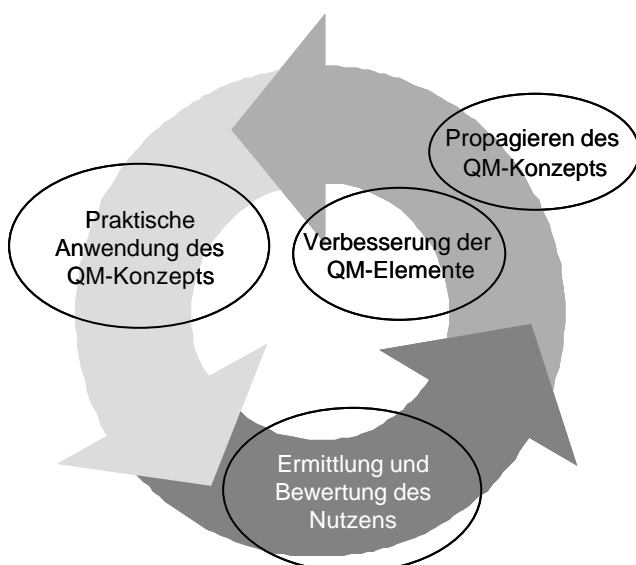 Propagieren des
QM-Konzepts
Praktische
Anwendung des
QM-Konzepts
Verbesserung der
QM-Elemente
Ermittlung und
Bewertung des
Nutzens